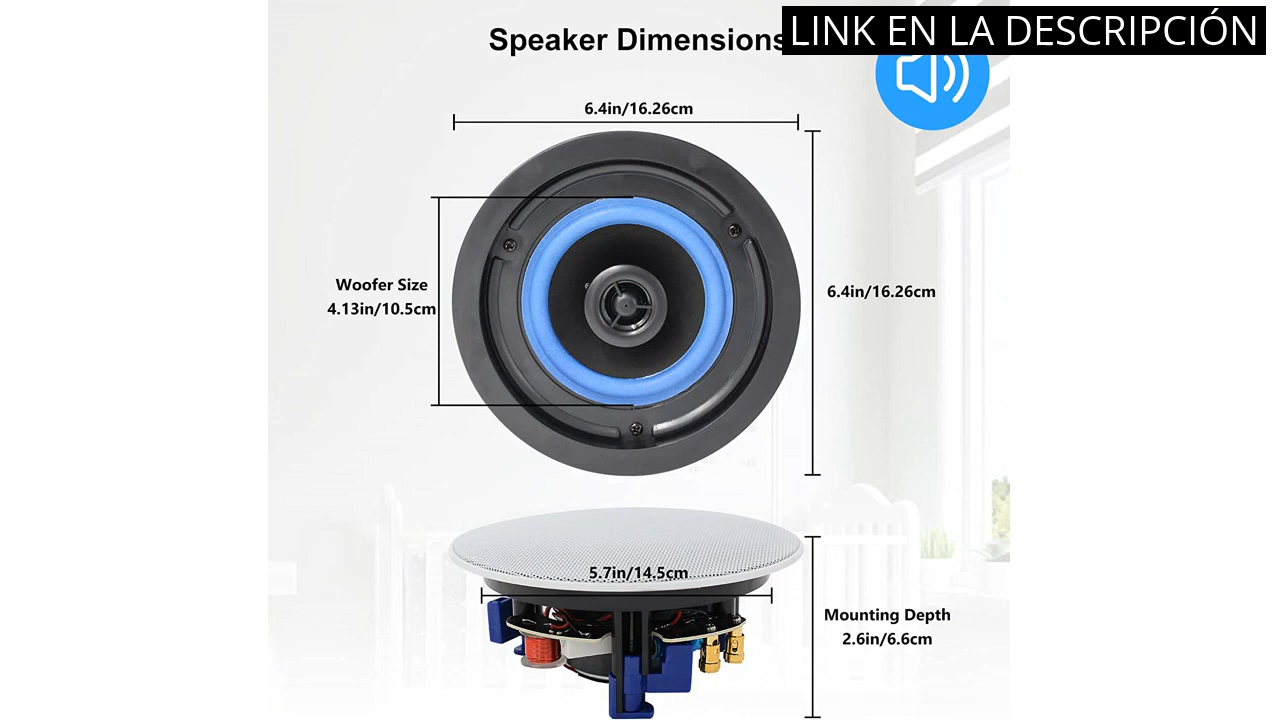 LINK EN LA DESCRIPCIÓN
Speaker Dimensions
6.4in/16.26cm
Woofer Size
4.13in/10.5cm
6.4in/16.26cm
5.7in/14.5cm
Mounting Depth
2.6in/6.6cm